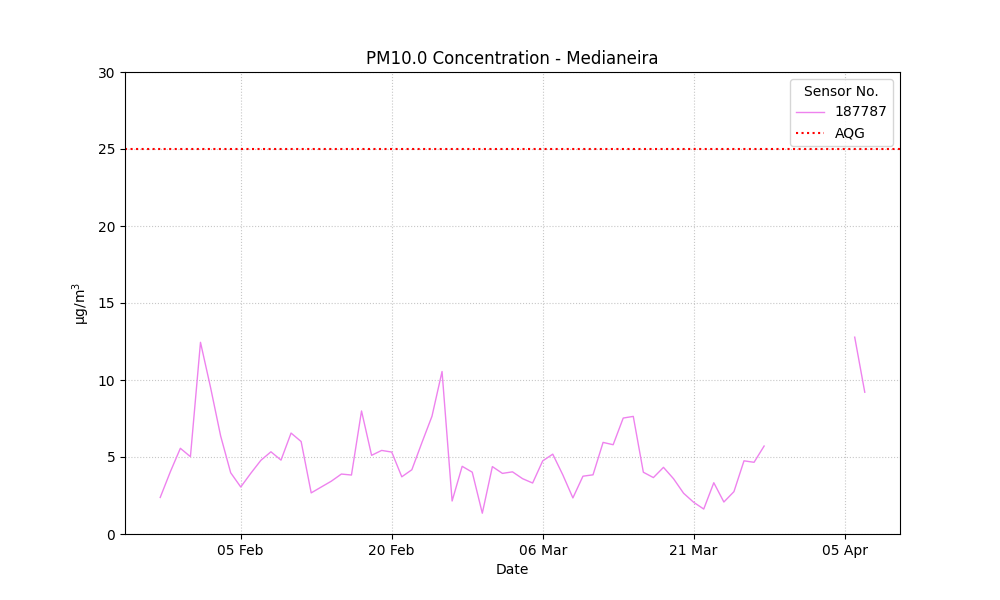 PM10.0 Concentration - Medianeira
30
25
20
15
10
5
0
µg/m³
Sensor No.
187787
AQG
05 Feb
20 Feb
06 Mar
21 Mar
05 Apr
Date